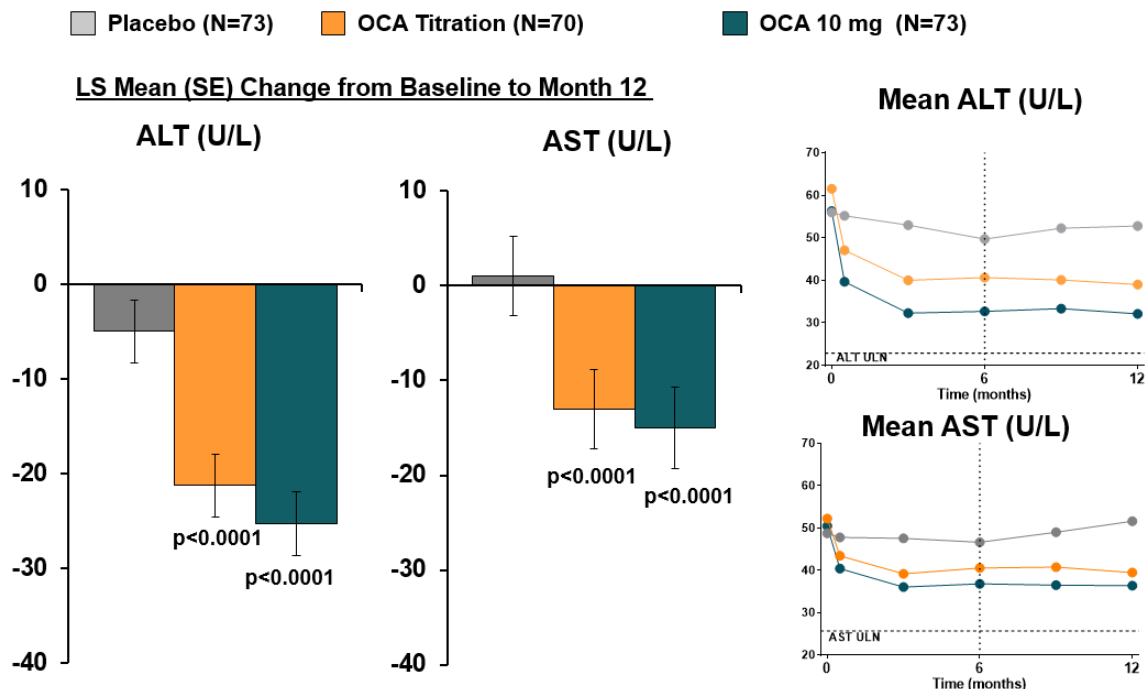 Placebo (N=73) OCA Titration (N=70) OCA 10 mg (N=73)
LS Mean (SE) Change from Baseline to Month 12
ALT (U/L)
10
0
-10
-20
-30
-40
p<0.0001
p<0.0001
AST (U/L)
10
0
-10
-20
-30
-40
p<0.0001
p<0.0001
Mean ALT (U/L)
70
60
50
40
30
20
ALT ULN
0 6 12
Time (months)
Mean AST (U/L)
70
60
50
40
30
20
AST ULN
0 6 12
Time (months)